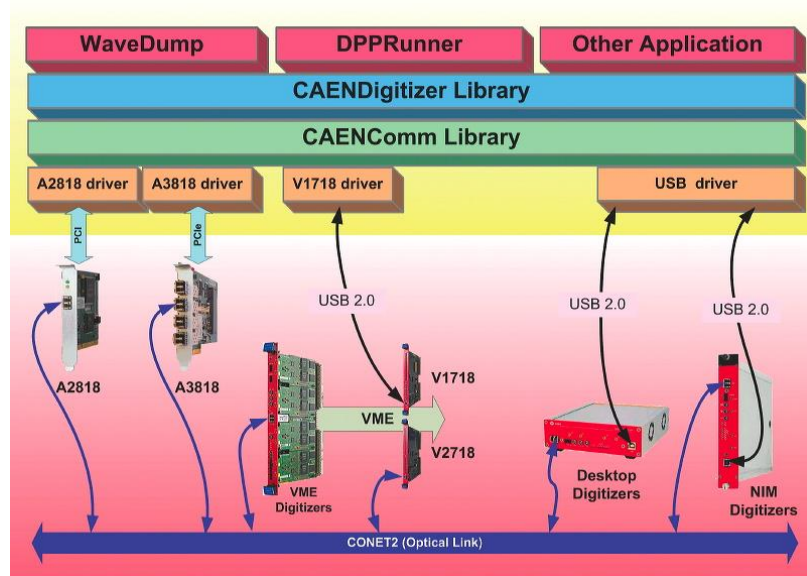 WaveDump
DPPRunner
Other Application
CAENDigitizer Library
CAENComm Library
A2818 driver
A3818 driver
V1718 driver
USB driver
PCI
PCIe
USB 2.0
USB 2.0
USB 2.0
A2818
A3818
V1718
VME
V2718
VME
Digitizers
Desktop
Digitizers
NIM
Digitizers
CONET2 (Optical Link)